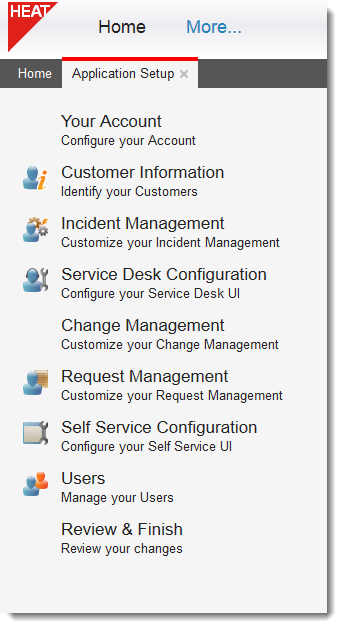 HEAT
Home More...
Home Application Setup
Your Account
Configure your Account
Customer Information
Identify your Customers
Incident Management
Customize your Incident Management
Service Desk Configuration
Configure your Service Desk UI
Change Management
Customize your Change Management
Request Management
Customize your Request Management
Self Service Configuration
Configure your Self Service UI
Users
Manage your Users
Review & Finish
Review your changes